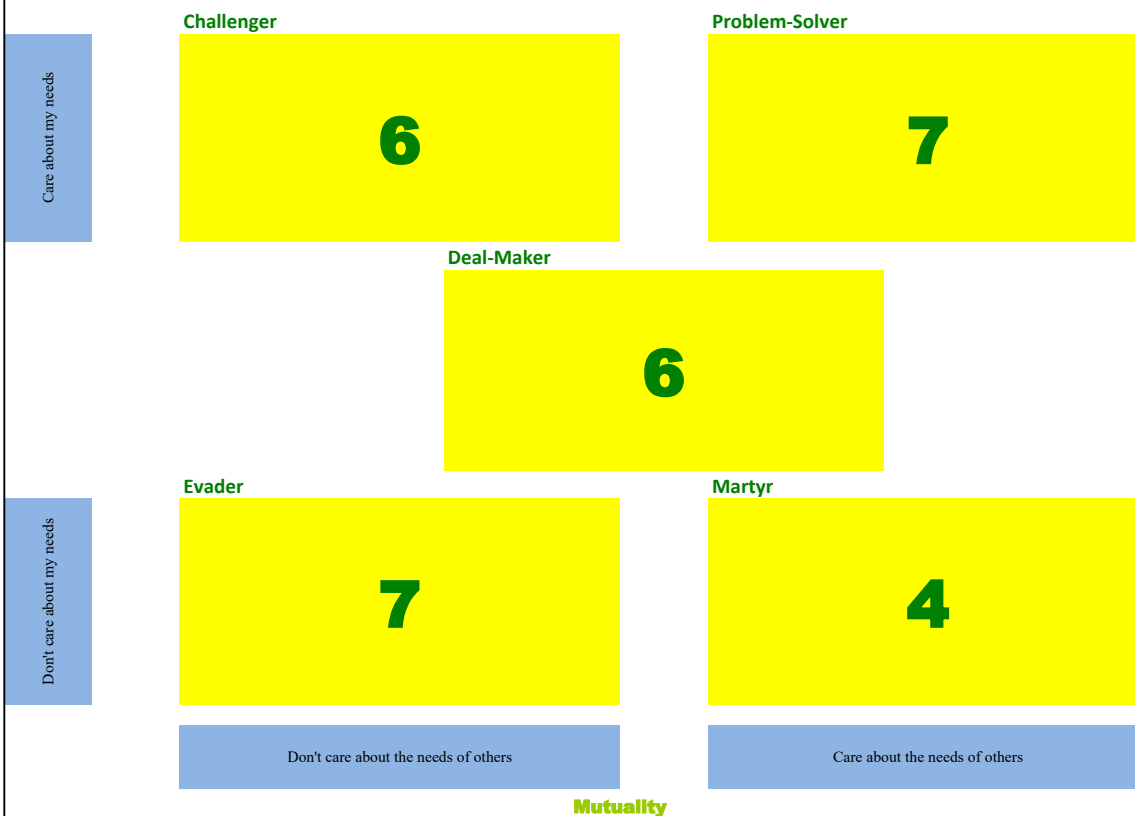 Challenger
Problem-Solver
Care about my needs
6
7
Deal-Maker
6
Evader
Martyr
Don't care about my needs
7
4
Don't care about the needs of others
Care about the needs of others
Mutuality